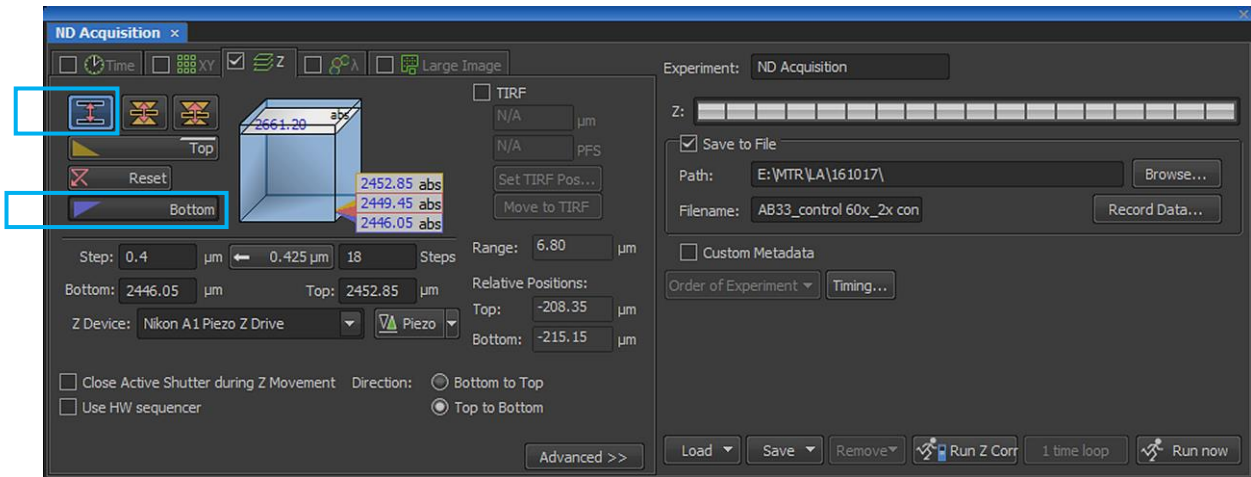 ND Acquisition ×
Time XY Z λ Large Image
2661.20 abs
Top
Reset
Bottom
2452.85 abs
2449.45 abs
2446.05 abs
TIRF
N/A µm
N/A PFS
Set TIRF Pos...
Move to TIRF
Step: 0.4 µm 0.425 µm 18 Steps
Bottom: 2446.05 µm Top: 2452.85 µm
Z Device: Nikon A1 Piezo Z Drive Piezo
Range: 6.80 µm
Relative Positions:
Top: -208.35 µm
Bottom: -215.15 µm
Close Active Shutter during Z Movement Direction: Bottom to Top
Use HW sequencer Top to Bottom
Advanced >>
Experiment: ND Acquisition
Z:
Save to File
Path: E:\MTR\LA\161017\ Browse...
Filename: AB33_control 60x_2x con Record Data...
Custom Metadata
Order of Experiment Timing...
Load Save Remove Run Z Corr 1 time loop Run now